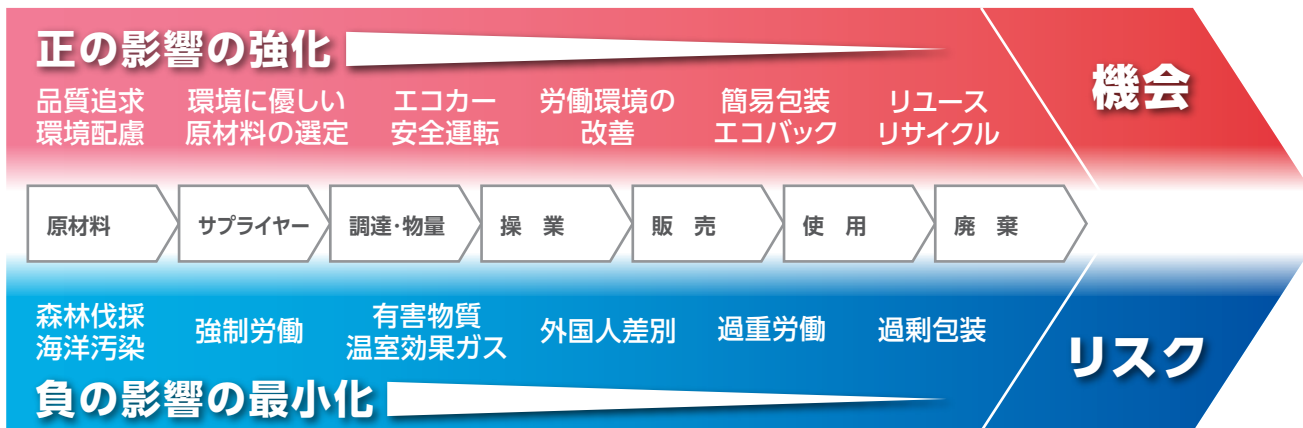 正の影響の強化
品質追求
環境配慮
環境に優しい
原材料の選定
エコカー
安全運転
労働環境の
改善
簡易包装
エコバック
リユース
リサイクル
機会
原材料
サプライヤー
調達・物量
操 業
販 売
使 用
廃 棄
森林伐採
海洋汚染
強制労働
有害物質
温室効果ガス
外国人差別
過重労働
過剰包装
リスク
負の影響の最小化